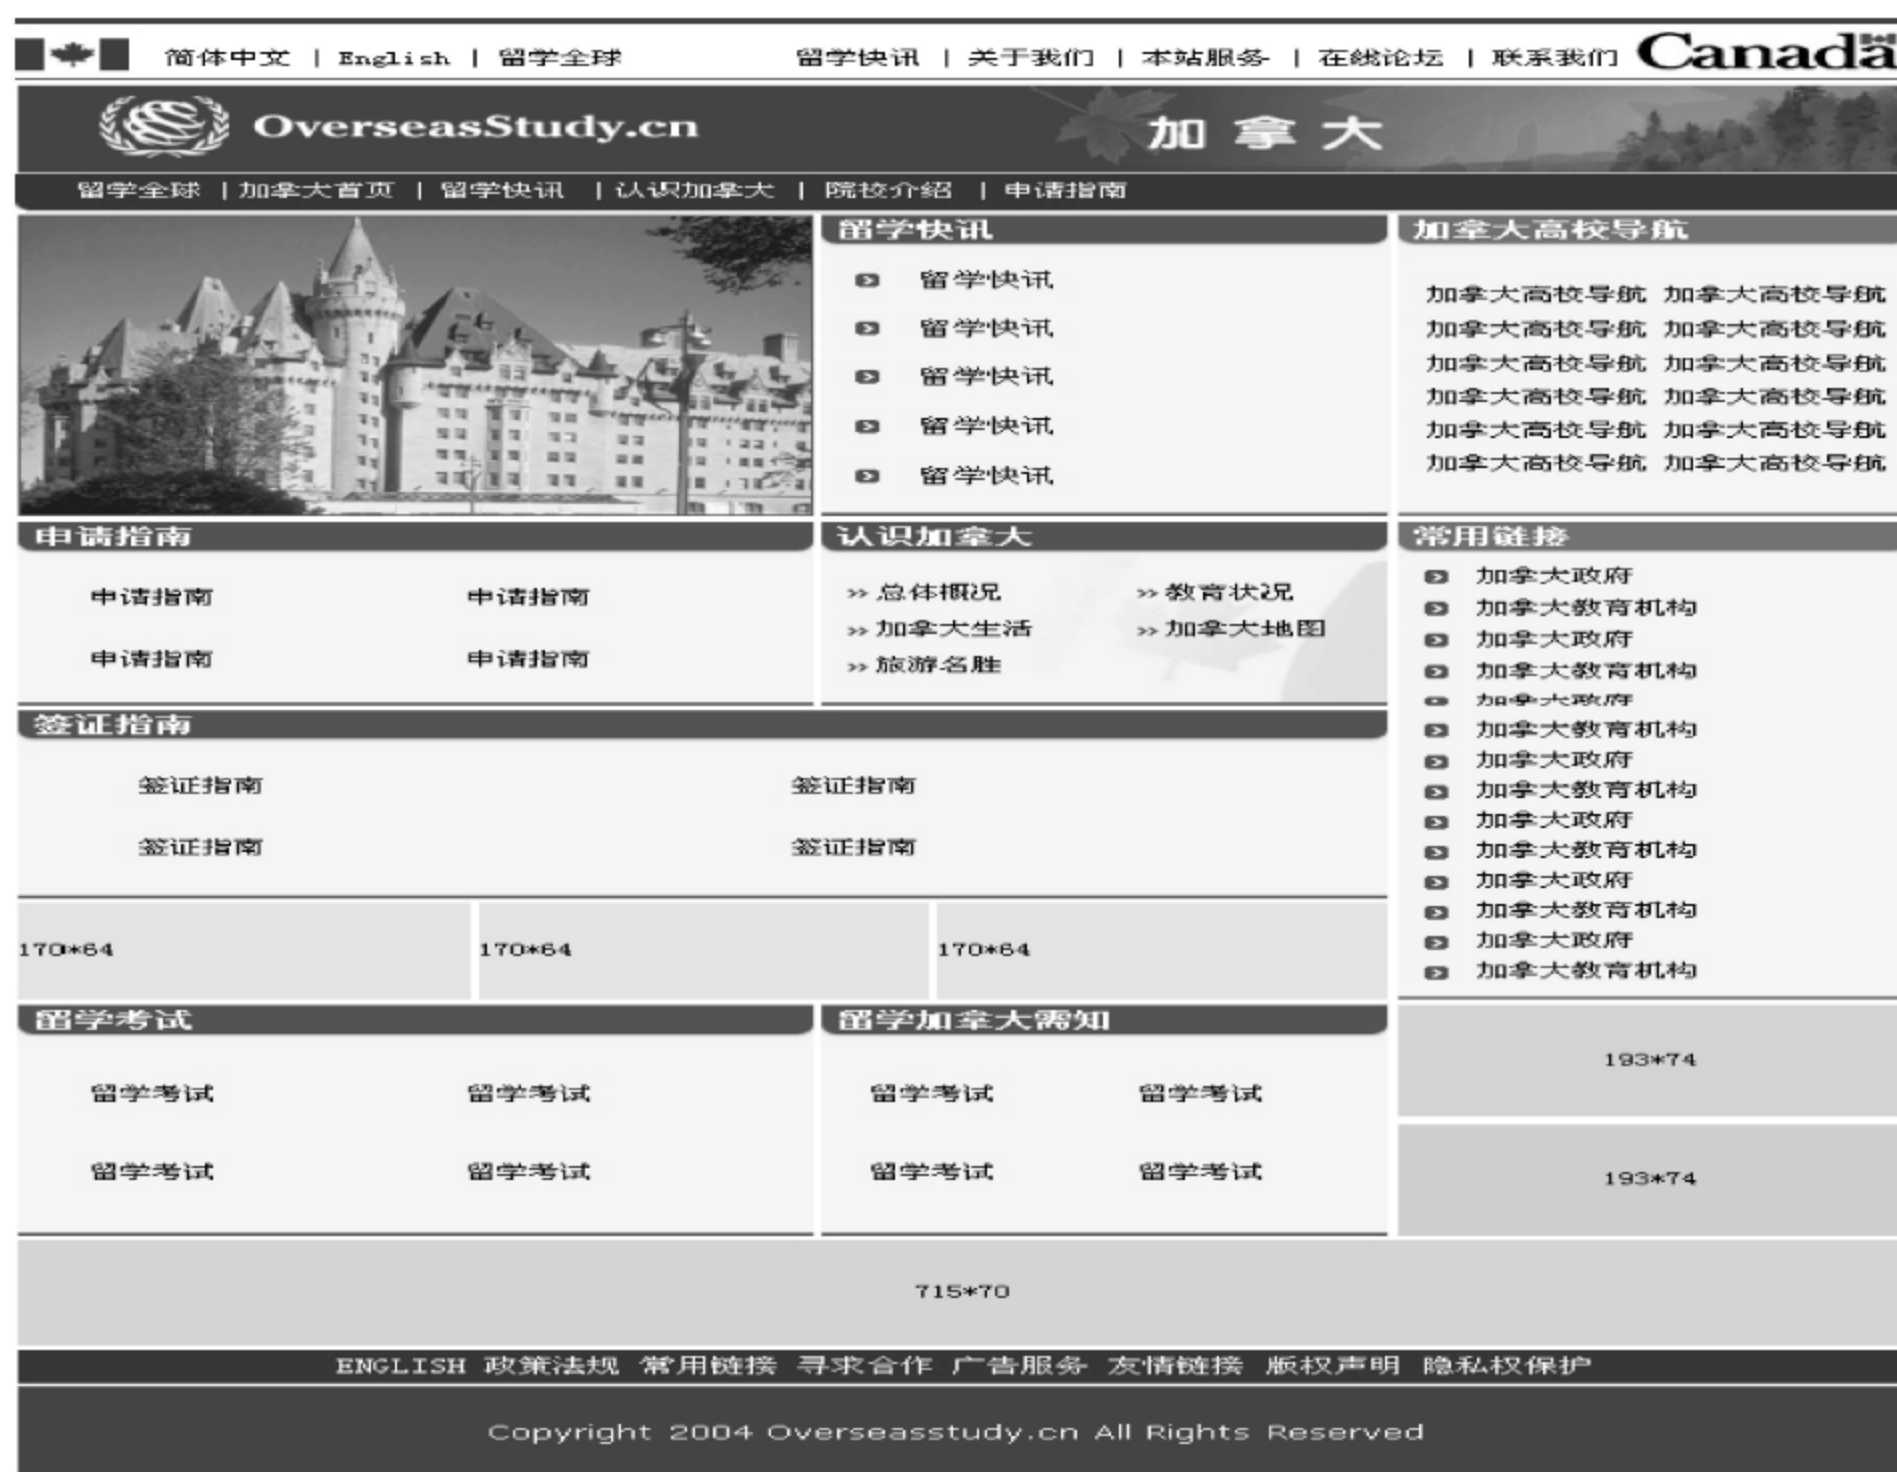 简体中文 | English | 留学全球 留学快讯 | 关于我们 | 本站服务 | 在线论坛 | 联系我们 Canada
OverseasStudy.cn 加拿大
留学全球 | 加拿大首页 | 留学快讯 | 认识加拿大 | 院校介绍 | 申请指南
留学快讯
留学快讯
留学快讯
留学快讯
留学快讯
留学快讯
加拿大高校导航
加拿大高校导航 加拿大高校导航
加拿大高校导航 加拿大高校导航
加拿大高校导航 加拿大高校导航
加拿大高校导航 加拿大高校导航
加拿大高校导航 加拿大高校导航
加拿大高校导航 加拿大高校导航
申请指南
申请指南 申请指南
申请指南 申请指南
认识加拿大
>> 总体概况 >> 教育状况
>> 加拿大生活 >> 加拿大地图
>> 旅游名胜
常用链接
加拿大政府
加拿大教育机构
加拿大政府
加拿大教育机构
加拿大政府
加拿大教育机构
加拿大政府
加拿大教育机构
加拿大政府
加拿大教育机构
加拿大政府
加拿大教育机构
加拿大政府
加拿大教育机构
签证指南
签证指南 签证指南
签证指南 签证指南
170*64 170*64 170*64
留学考试
留学考试 留学考试
留学考试 留学考试
留学加拿大需知
留学考试 留学考试
留学考试 留学考试
193*74
193*74
715*70
ENGLISH 政策法规 常用链接 寻求合作 广告服务 友情链接 版权声明 隐私权保护
Copyright 2004 Overseasstudy.cn All Rights Reserved